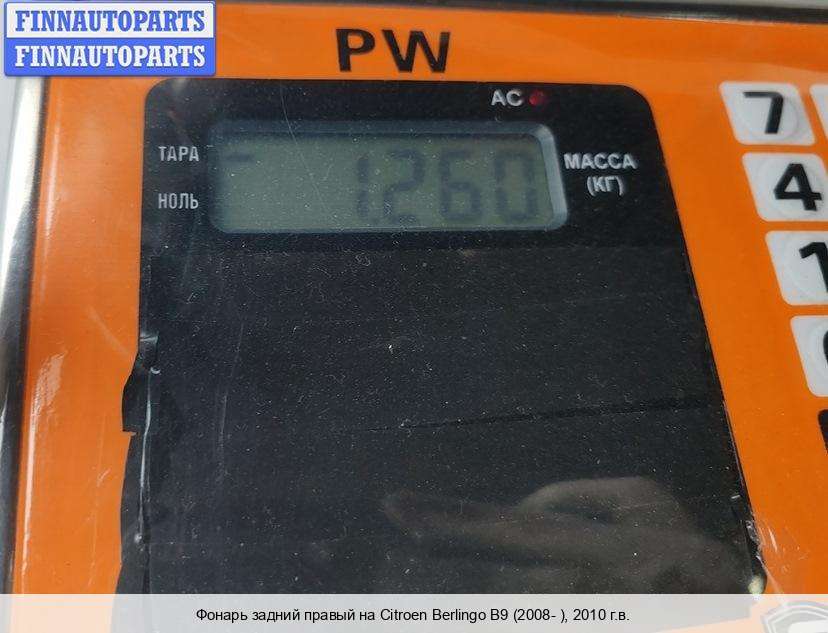 FINNAUTOPARTS
FINNAUTOPARTS
PW
AC
7
ТАРА
МАССА
(КГ)
1.260
4
НОЛЬ
1
Фонарь задний правый на Citroen Berlingo B9 (2008- ), 2010 г.в.